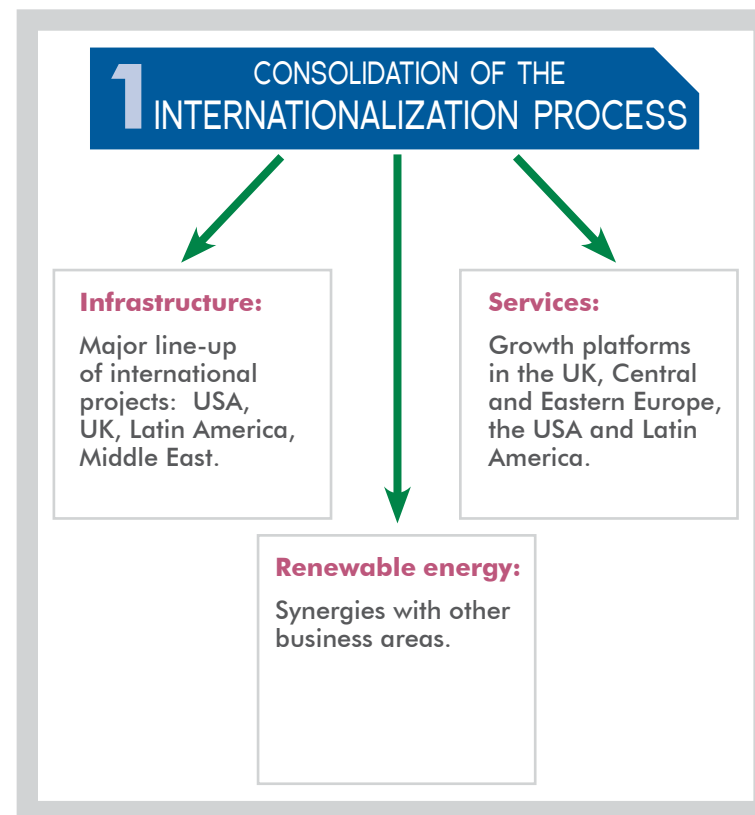 1 CONSOLIDATION OF THE
INTERNATIONALIZATION PROCESS
Infrastructure:
Major line-up
of international
projects: USA,
UK, Latin America,
Middle East.
Services:
Growth platforms
in the UK, Central
and Eastern Europe,
the USA and Latin
America.
Renewable energy:
Synergies with other
business areas.